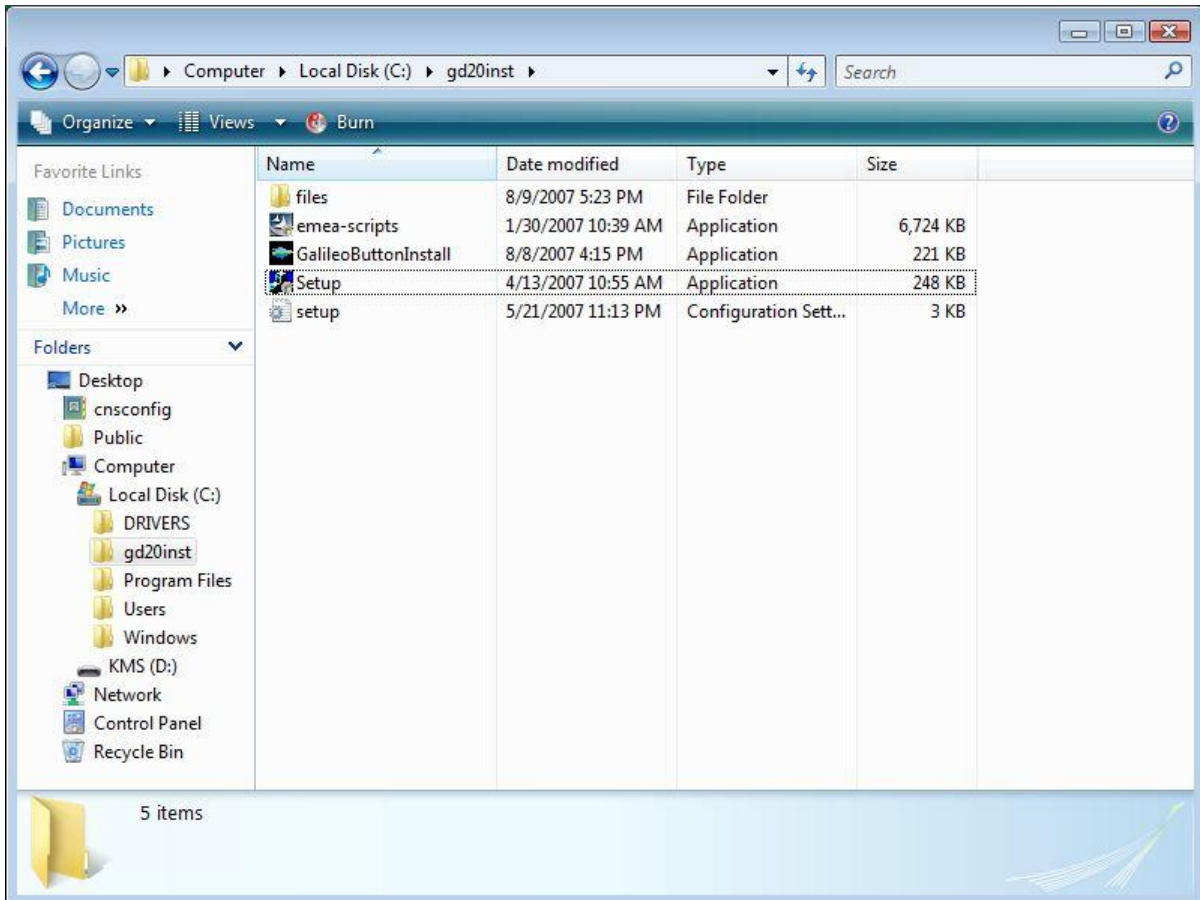 Computer Local Disk (C:) gd20inst Search
Organize Views Burn
Favorite Links
Documents
Pictures
Music
More »
Folders
Desktop
cnsconfig
Public
Computer
Local Disk (C:)
DRIVERS
gd20inst
Program Files
Users
Windows
KMS (D:)
Network
Control Panel
Recycle Bin
Name Date modified Type Size
files 8/9/2007 5:23 PM File Folder
emea-scripts 1/30/2007 10:39 AM Application 6,724 KB
GalileoButtonInstall 8/8/2007 4:15 PM Application 221 KB
Setup 4/13/2007 10:55 AM Application 248 KB
setup 5/21/2007 11:13 PM Configuration Sett... 3 KB
5 items